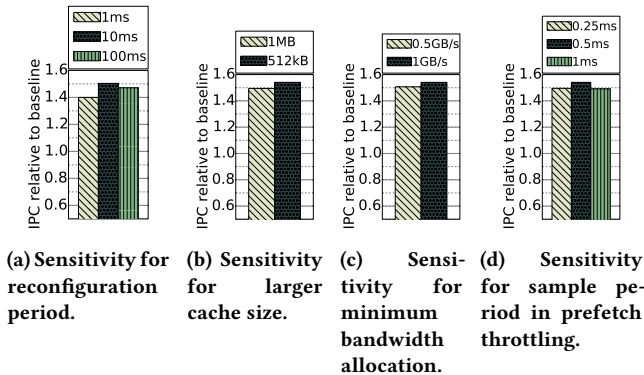 1ms
10ms
100ms
IPC relative to baseline
1.6
1.4
1.2
1.0
0.8
0.6
(a) Sensitivity for
reconfiguration
period.
1MB
512kB
IPC relative to baseline
1.6
1.4
1.2
1.0
0.8
0.6
(b) Sensitivity
for larger
cache size.
0.5GB/s
1GB/s
IPC relative to baseline
1.6
1.4
1.2
1.0
0.8
0.6
(c) Sensi-
tivity for
minimum
bandwidth
allocation.
0.25ms
0.5ms
1ms
IPC relative to baseline
1.6
1.4
1.2
1.0
0.8
0.6
(d) Sensitivity
for sample pe-
riod in prefetch
throttling.